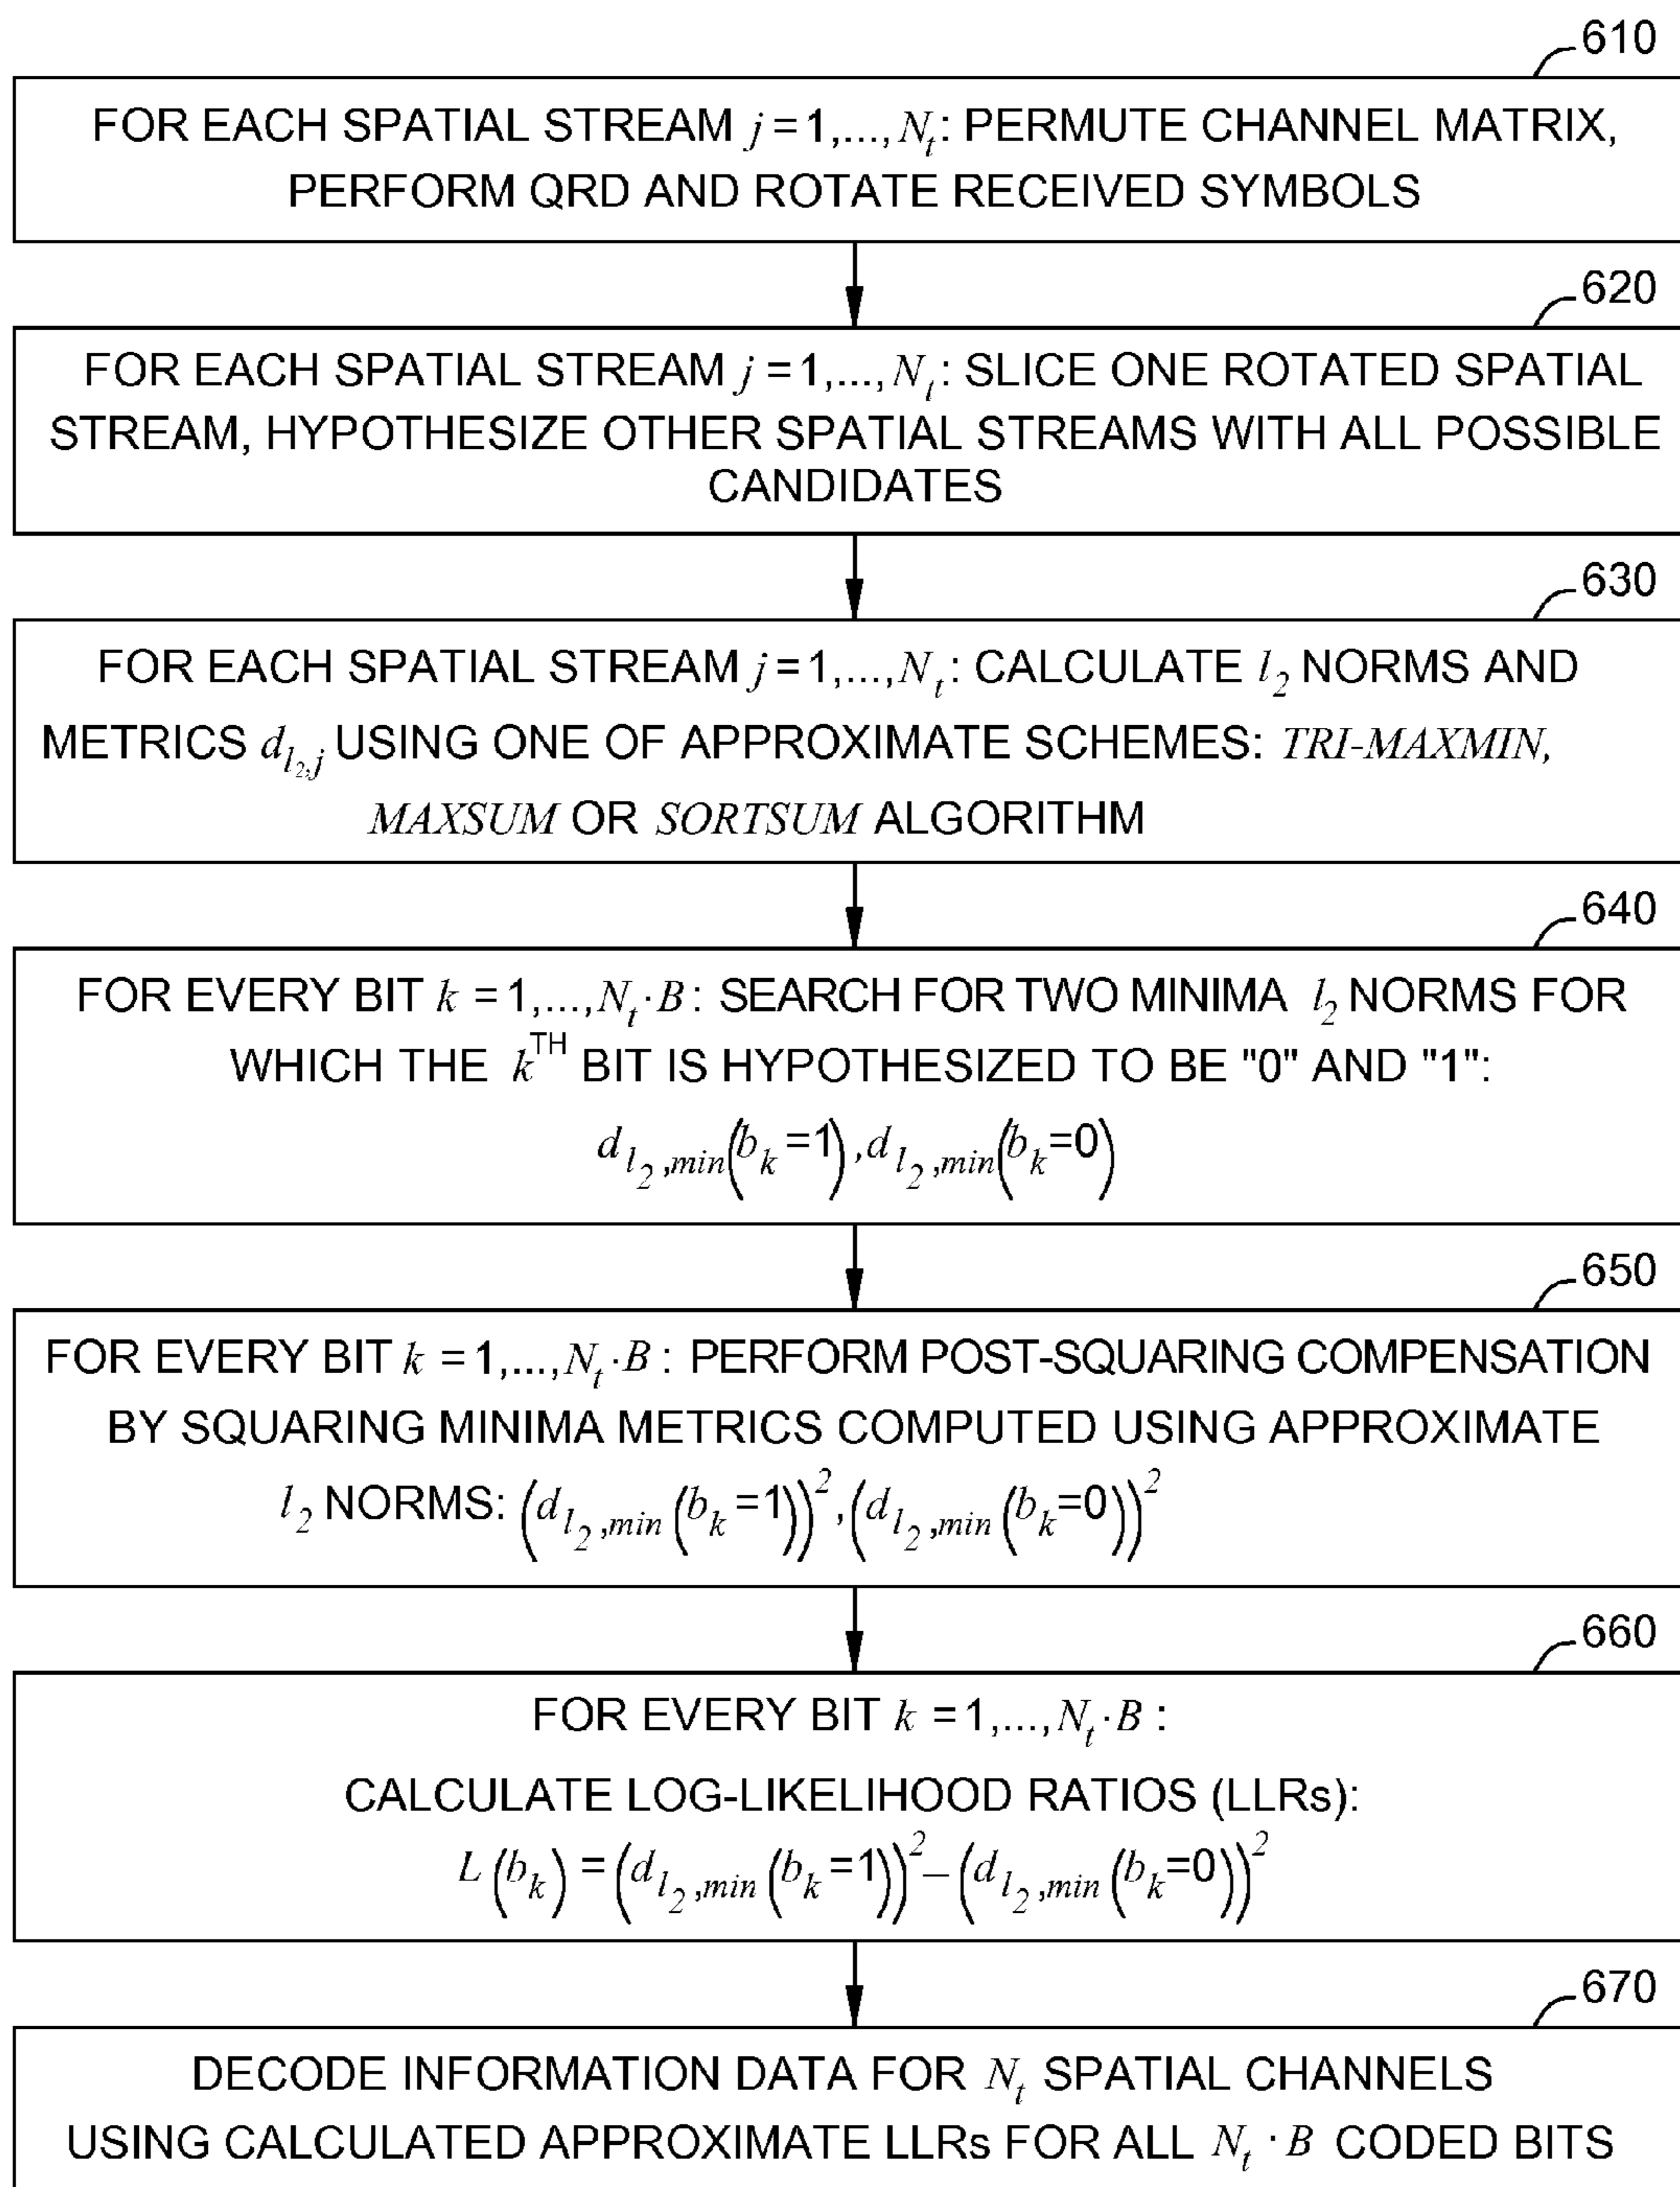 610
FOR EACH SPATIAL STREAM j = 1,...,N_t: PERMUTE CHANNEL MATRIX,
PERFORM QRD AND ROTATE RECEIVED SYMBOLS
620
FOR EACH SPATIAL STREAM j = 1,...,N_t: SLICE ONE ROTATED SPATIAL
STREAM, HYPOTHESIZE OTHER SPATIAL STREAMS WITH ALL POSSIBLE
CANDIDATES
630
FOR EACH SPATIAL STREAM j = 1,...,N_t: CALCULATE l_2 NORMS AND
METRICS d_{l_2,j} USING ONE OF APPROXIMATE SCHEMES: TRI-MAXMIN,
MAXSUM OR SORTSUM ALGORITHM
640
FOR EVERY BIT k = 1,...,N_t·B: SEARCH FOR TWO MINIMA l_2 NORMS FOR
WHICH THE k^TH BIT IS HYPOTHESIZED TO BE "0" AND "1":
d_{l_2,min}(b_k=1), d_{l_2,min}(b_k=0)
650
FOR EVERY BIT k = 1,...,N_t·B: PERFORM POST-SQUARING COMPENSATION
BY SQUARING MINIMA METRICS COMPUTED USING APPROXIMATE
l_2 NORMS: (d_{l_2,min}(b_k=1))^2, (d_{l_2,min}(b_k=0))^2
660
FOR EVERY BIT k = 1,...,N_t·B:
CALCULATE LOG-LIKELIHOOD RATIOS (LLRs):
L(b_k) = (d_{l_2,min}(b_k=1))^2 – (d_{l_2,min}(b_k=0))^2
670
DECODE INFORMATION DATA FOR N_t SPATIAL CHANNELS
USING CALCULATED APPROXIMATE LLRs FOR ALL N_t·B CODED BITS